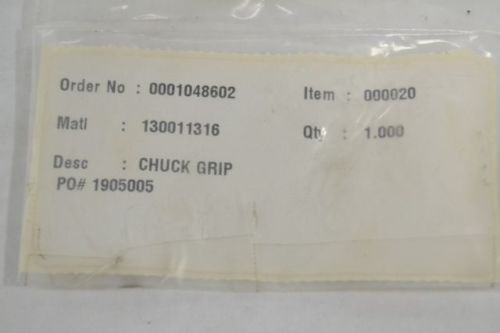 Order No : 0001048602 Item : 000020
Matl : 130011316 Qty : 1.000
Desc : CHUCK GRIP
PO# 1905005